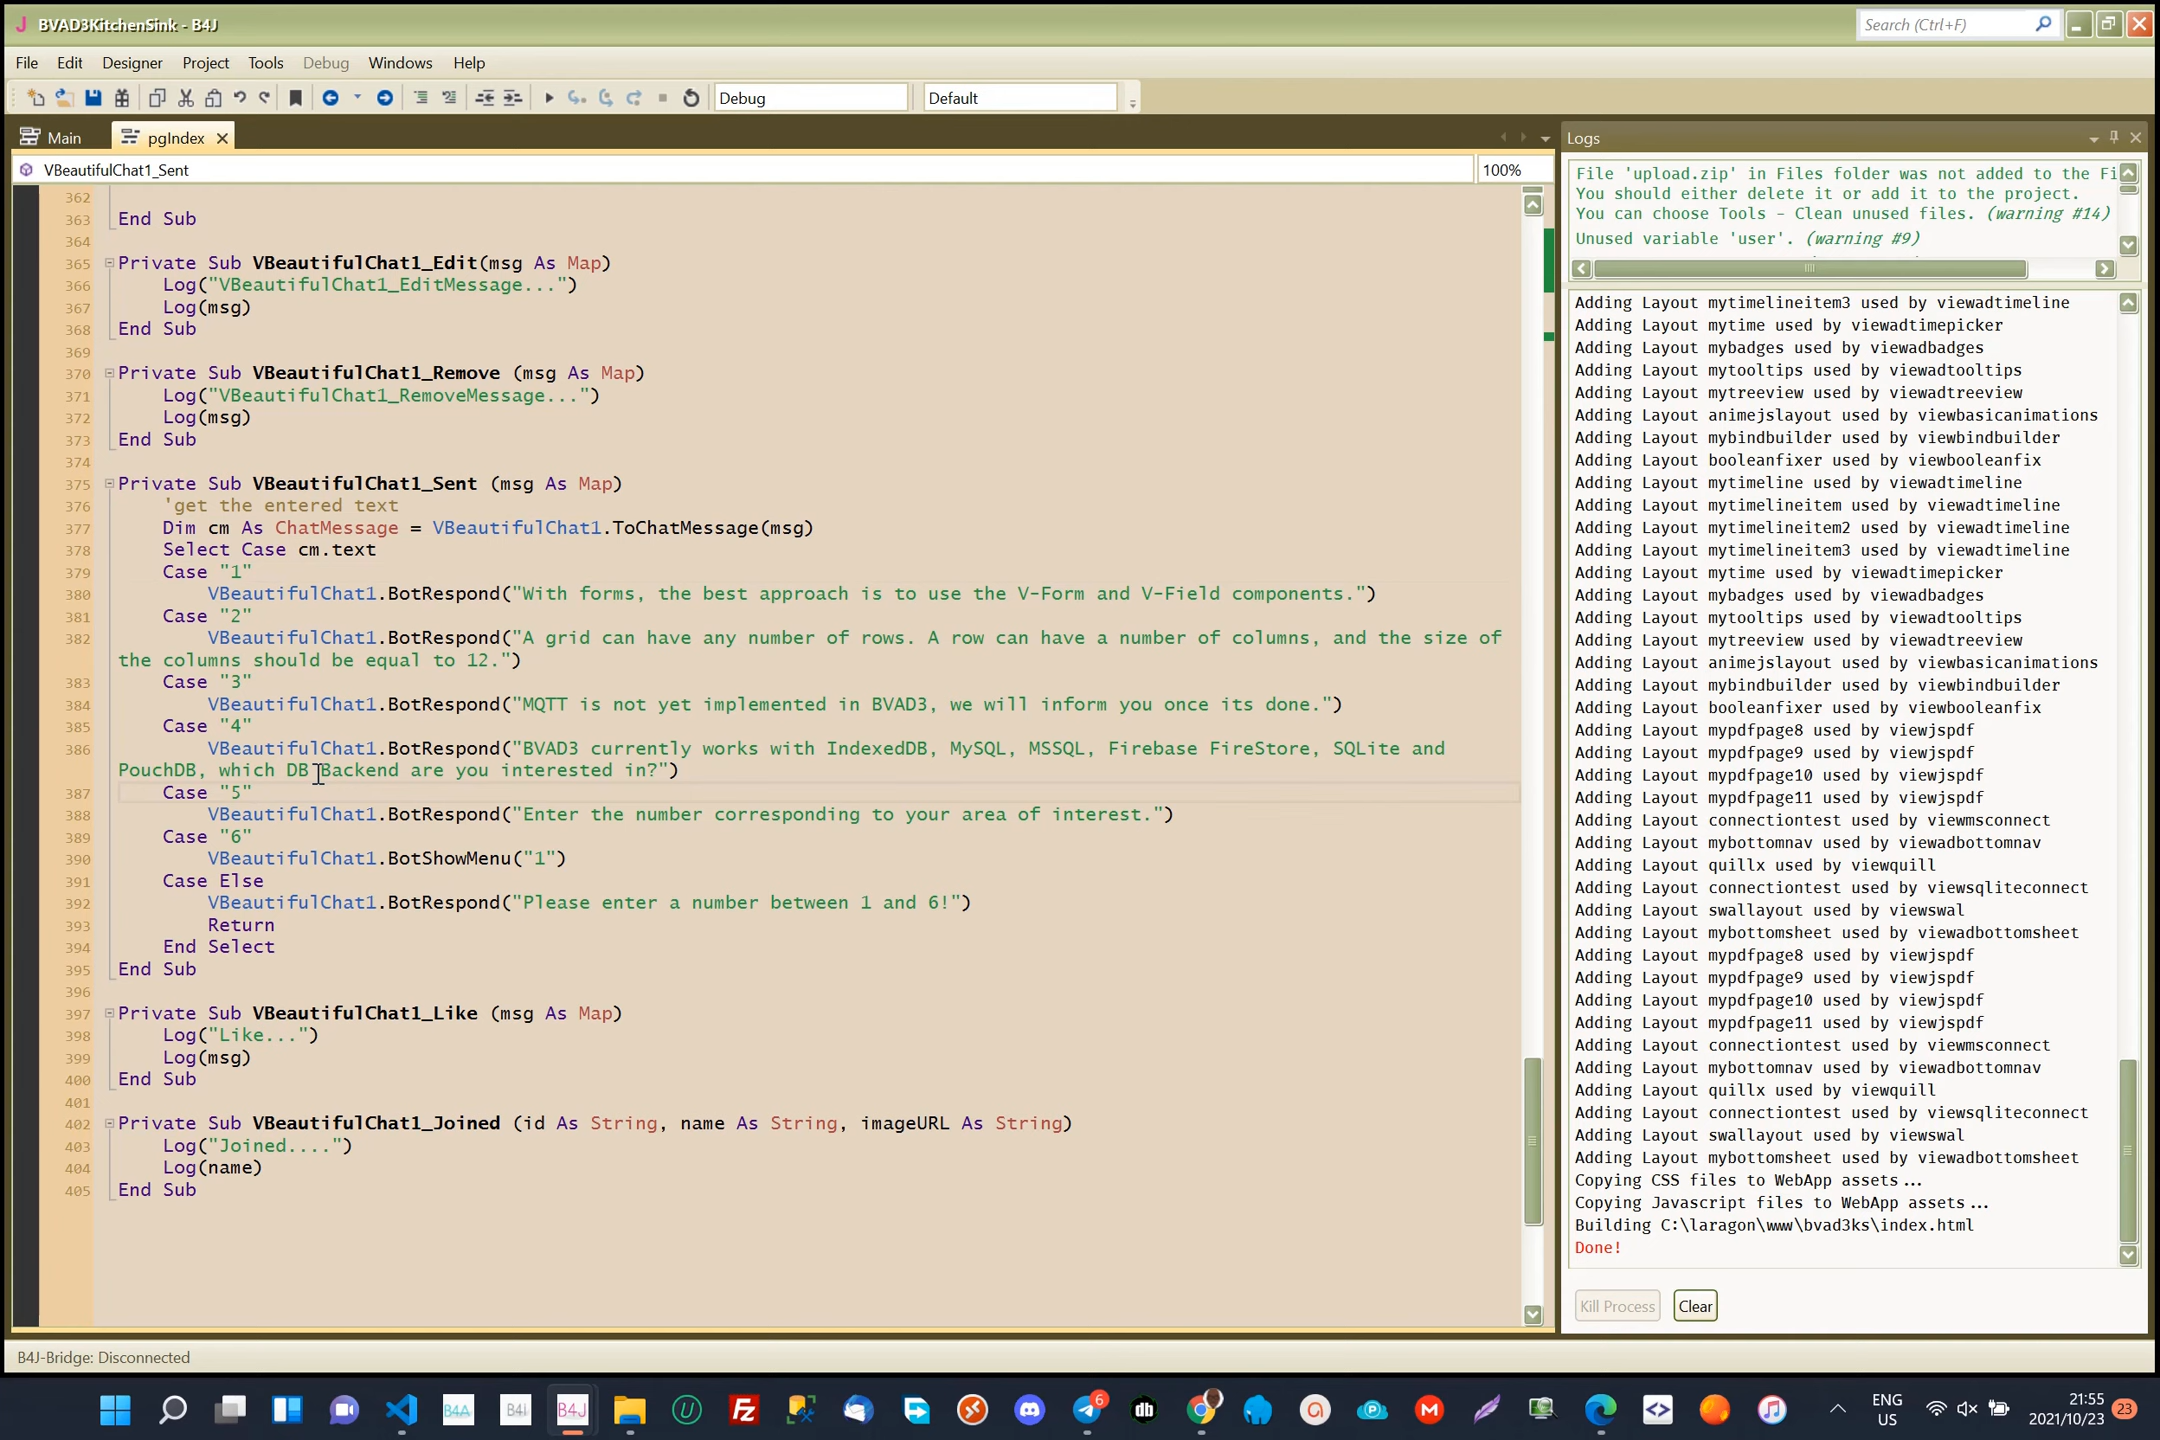 BVAD3KitchenSink - B4J
Search (Ctrl+F)
File Edit Designer Project Tools Debug Windows Help
Debug
Default
Main
pgIndex
Logs
VBeautifulChat1_Sent
100%
362
363 End Sub
364
365 Private Sub VBeautifulChat1_Edit(msg As Map)
366 Log("VBeautifulChat1_EditMessage...")
367 Log(msg)
368 End Sub
369
370 Private Sub VBeautifulChat1_Remove (msg As Map)
371 Log("VBeautifulChat1_RemoveMessage...")
372 Log(msg)
373 End Sub
374
375 Private Sub VBeautifulChat1_Sent (msg As Map)
376 'get the entered text
377 Dim cm As ChatMessage = VBeautifulChat1.ToChatMessage(msg)
378 Select Case cm.text
379 Case "1"
380 VBeautifulChat1.BotRespond("With forms, the best approach is to use the V-Form and V-Field components.")
381 Case "2"
382 VBeautifulChat1.BotRespond("A grid can have any number of rows. A row can have a number of columns, and the size of
the columns should be equal to 12.")
383 Case "3"
384 VBeautifulChat1.BotRespond("MQTT is not yet implemented in BVAD3, we will inform you once its done.")
385 Case "4"
386 VBeautifulChat1.BotRespond("BVAD3 currently works with IndexedDB, MySQL, MSSQL, Firebase FireStore, SQLite and
PouchDB, which DB Backend are you interested in?")
387 Case "5"
388 VBeautifulChat1.BotRespond("Enter the number corresponding to your area of interest.")
389 Case "6"
390 VBeautifulChat1.BotShowMenu("1")
391 Case Else
392 VBeautifulChat1.BotRespond("Please enter a number between 1 and 6!")
393 Return
394 End Select
395 End Sub
396
397 Private Sub VBeautifulChat1_Like (msg As Map)
398 Log("Like...")
399 Log(msg)
400 End Sub
401
402 Private Sub VBeautifulChat1_Joined (id As String, name As String, imageURL As String)
403 Log("Joined....")
404 Log(name)
405 End Sub
File 'upload.zip' in Files folder was not added to the Fi
You should either delete it or add it to the project.
You can choose Tools - Clean unused files. (warning #14)
Unused variable 'user'. (warning #9)
Adding Layout mytimelineitem3 used by viewadtimeline
Adding Layout mytime used by viewadtimepicker
Adding Layout mybadges used by viewadbadges
Adding Layout mytooltips used by viewadtooltips
Adding Layout mytreeview used by viewadtreeview
Adding Layout animejslayout used by viewbasicanimations
Adding Layout mybindbuilder used by viewbindbuilder
Adding Layout booleanfixer used by viewbooleanfix
Adding Layout mytimeline used by viewadtimeline
Adding Layout mytimelineitem used by viewadtimeline
Adding Layout mytimelineitem2 used by viewadtimeline
Adding Layout mytimelineitem3 used by viewadtimeline
Adding Layout mytime used by viewadtimepicker
Adding Layout mybadges used by viewadbadges
Adding Layout mytooltips used by viewadtooltips
Adding Layout mytreeview used by viewadtreeview
Adding Layout animejslayout used by viewbasicanimations
Adding Layout mybindbuilder used by viewbindbuilder
Adding Layout booleanfixer used by viewbooleanfix
Adding Layout mypdfpage8 used by viewjspdf
Adding Layout mypdfpage9 used by viewjspdf
Adding Layout mypdfpage10 used by viewjspdf
Adding Layout mypdfpage11 used by viewjspdf
Adding Layout connectiontest used by viewmsconnect
Adding Layout mybottomnav used by viewadbottomnav
Adding Layout quillx used by viewquill
Adding Layout connectiontest used by viewsqliteconnect
Adding Layout swallayout used by viewswal
Adding Layout mybottomsheet used by viewadbottomsheet
Adding Layout mypdfpage8 used by viewjspdf
Adding Layout mypdfpage9 used by viewjspdf
Adding Layout mypdfpage10 used by viewjspdf
Adding Layout mypdfpage11 used by viewjspdf
Adding Layout connectiontest used by viewmsconnect
Adding Layout mybottomnav used by viewadbottomnav
Adding Layout quillx used by viewquill
Adding Layout connectiontest used by viewsqliteconnect
Adding Layout swallayout used by viewswal
Adding Layout mybottomsheet used by viewadbottomsheet
Copying CSS files to WebApp assets...
Copying Javascript files to WebApp assets...
Building C:\laragon\www\bvad3ks\index.html
Done!
Kill Process
Clear
B4J-Bridge: Disconnected
B4A
B4i
B4J
Fz
6
ENG
US
21:55
2021/10/23
23